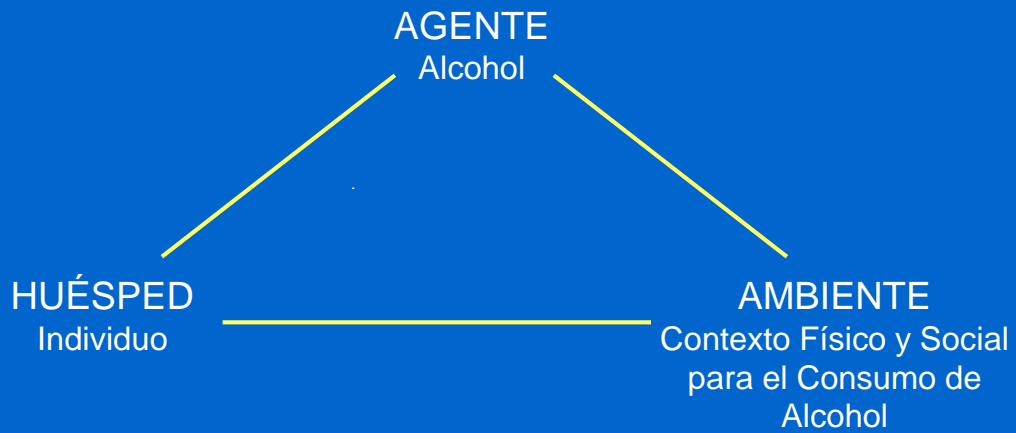 AGENTE
Alcohol
HUÉSPED
Individuo
AMBIENTE
Contexto Físico y Social
para el Consumo de
Alcohol